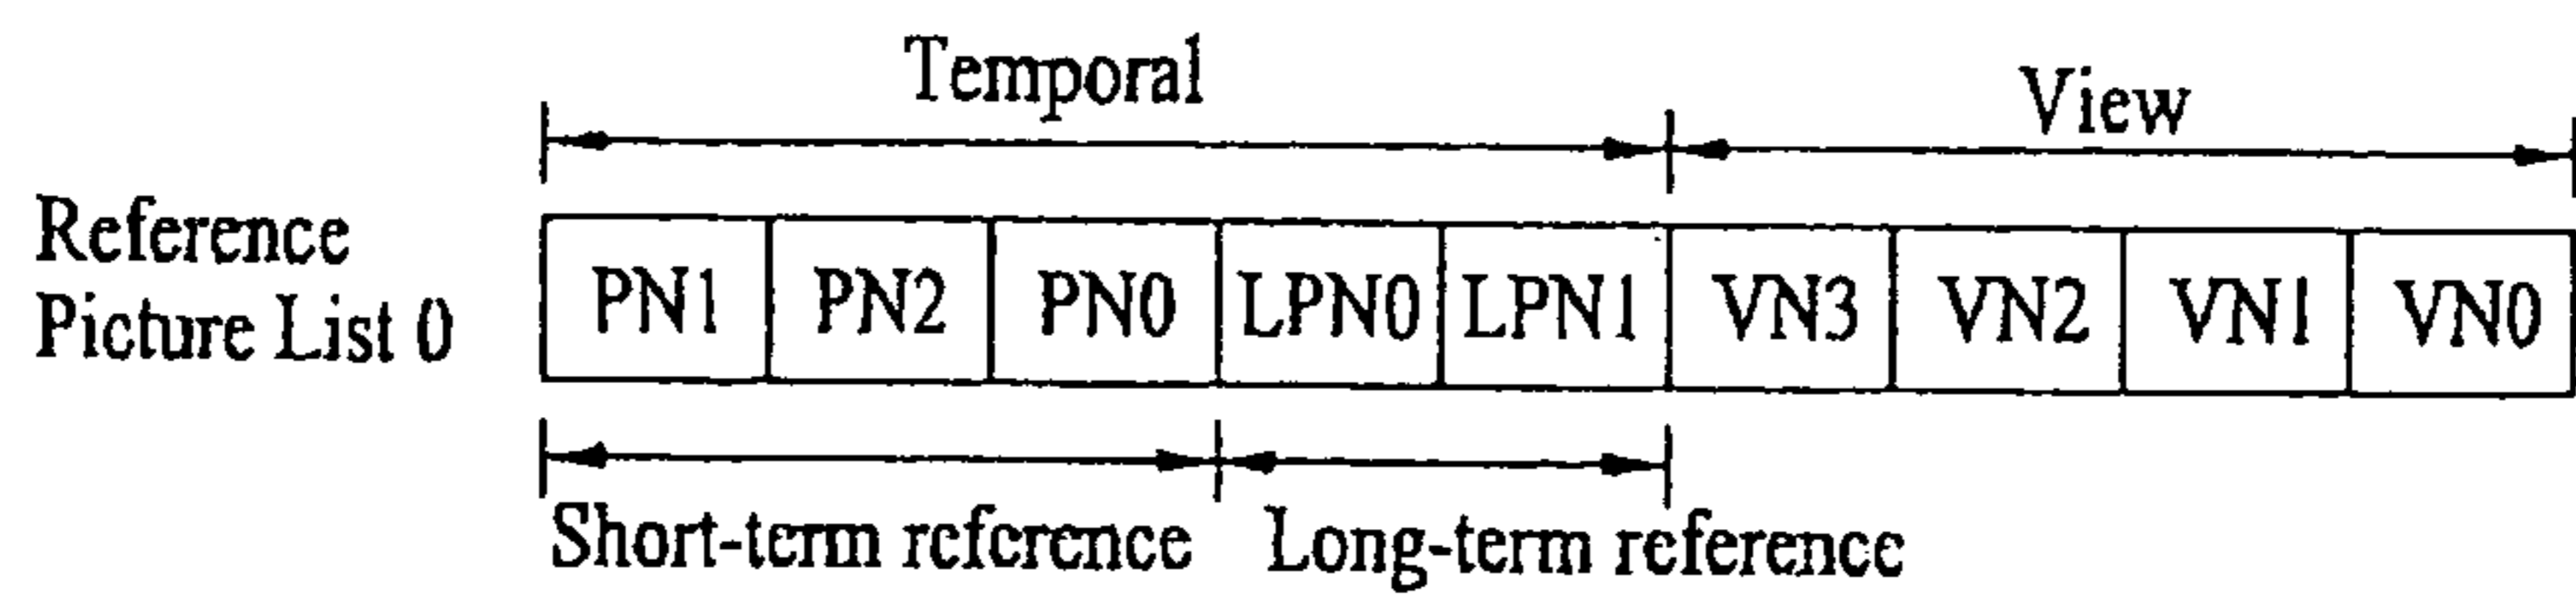 Temporal
View
Reference
Picture List 0
PN1 PN2 PN0 LPN0 LPN1 VN3 VN2 VN1 VN0
Short-term reference Long-term reference